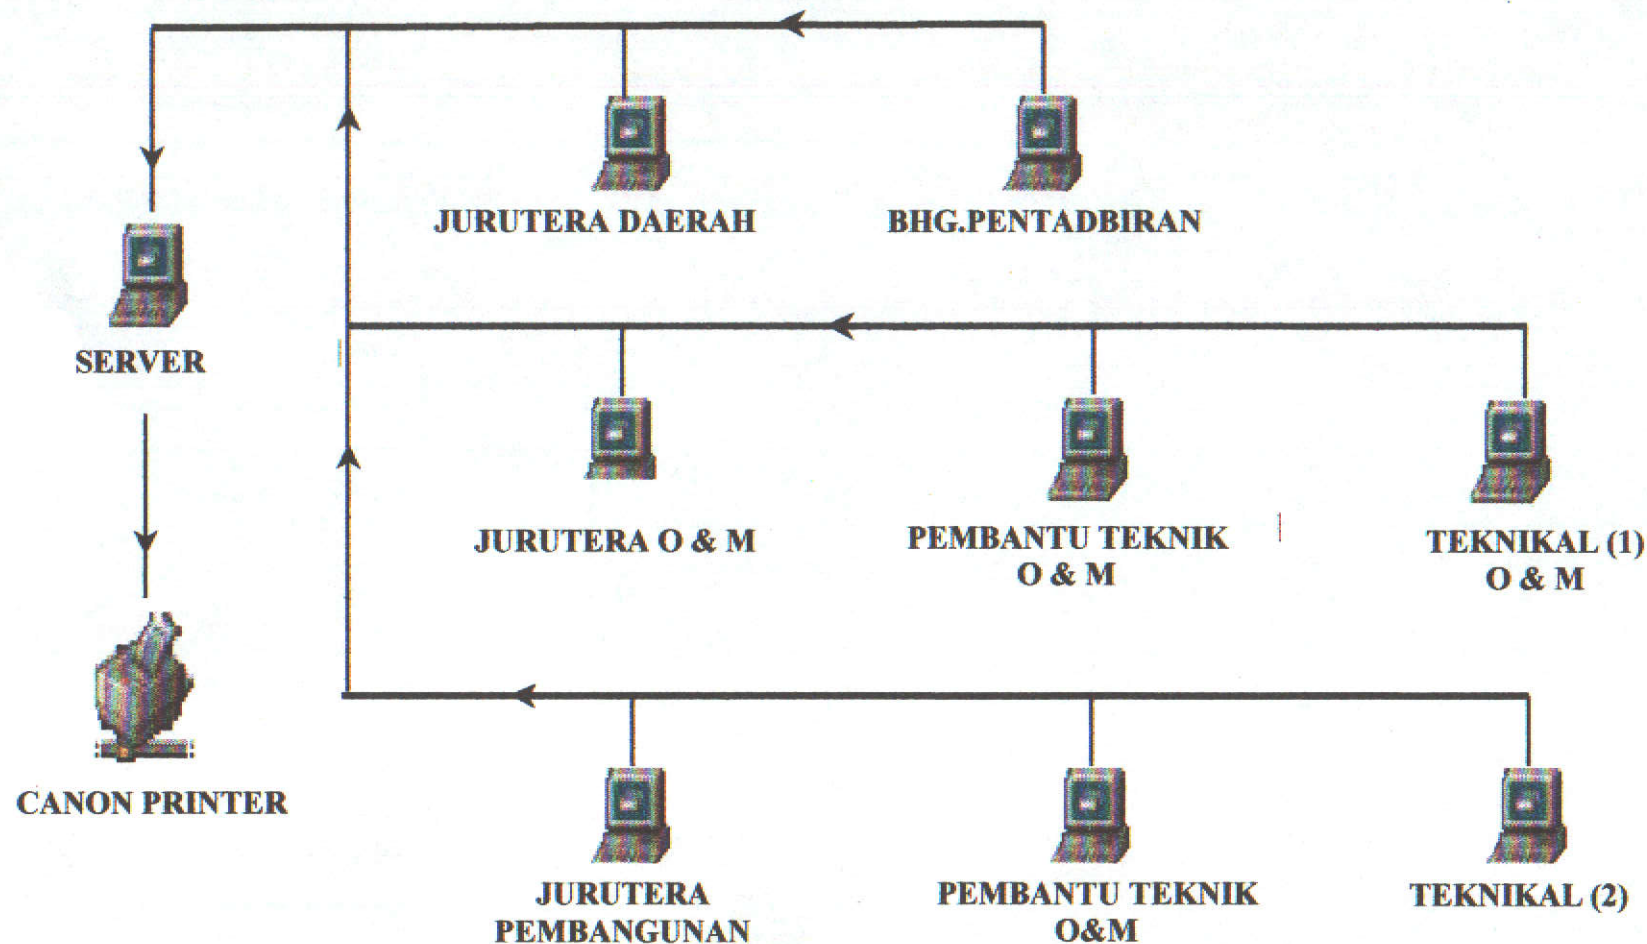 JURUTERA DAERAH
BHG.PENTADBIRAN
SERVER
JURUTERA O & M
PEMBANTU TEKNIK
O & M
TEKNIKAL (1)
O & M
CANON PRINTER
JURUTERA
PEMBANGUNAN
PEMBANTU TEKNIK
O&M
TEKNIKAL (2)